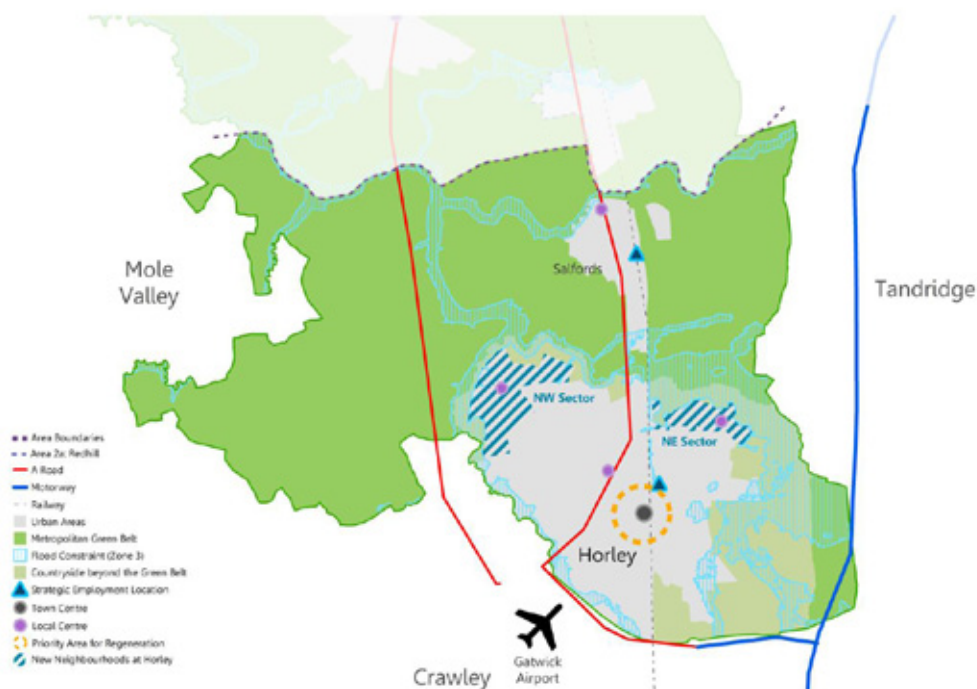 Mole
Valley
Salfords
Tandridge
NW Sector
NE Sector
Horley
Gatwick
Airport
Crawley
Area Boundaries
Area 2a: Redhill
A Road
Motorway
Railway
Urban Areas
Metropolitan Green Belt
Flood Constraint (Zone 3)
Countryside beyond the Green Belt
Strategic Employment Location
Town Centre
Local Centre
Priority Area for Regeneration
New Neighbourhoods at Horley